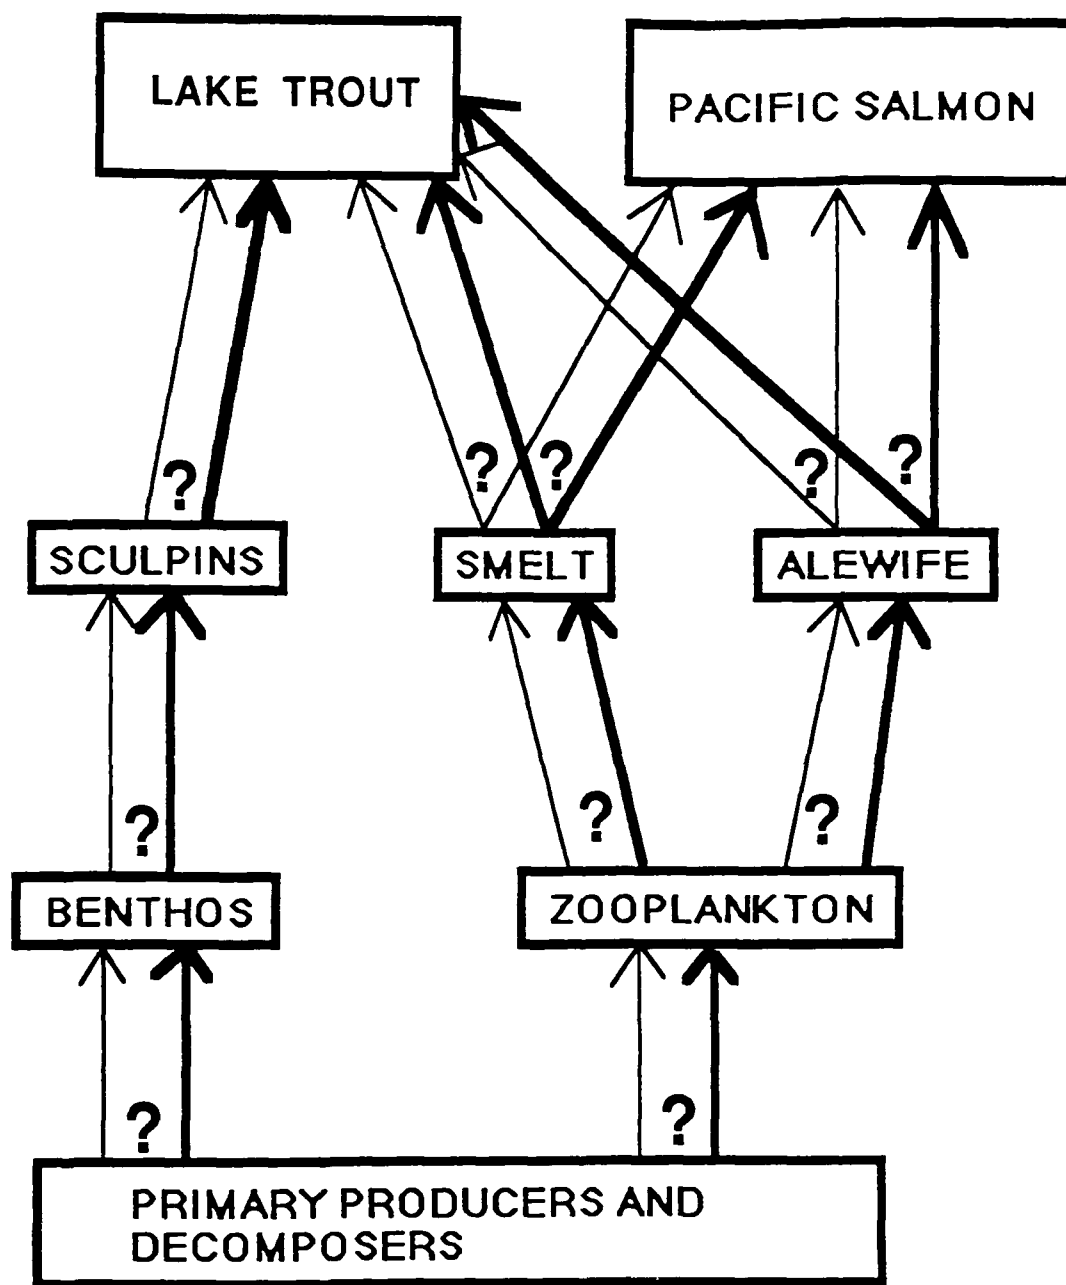 LAKE TROUT
PACIFIC SALMON
? ? ? ? ?
SCULPINS
SMELT
ALEWIFE
? ? ?
BENTHOS
ZOOPLANKTON
? ?
PRIMARY PRODUCERS AND
DECOMPOSERS